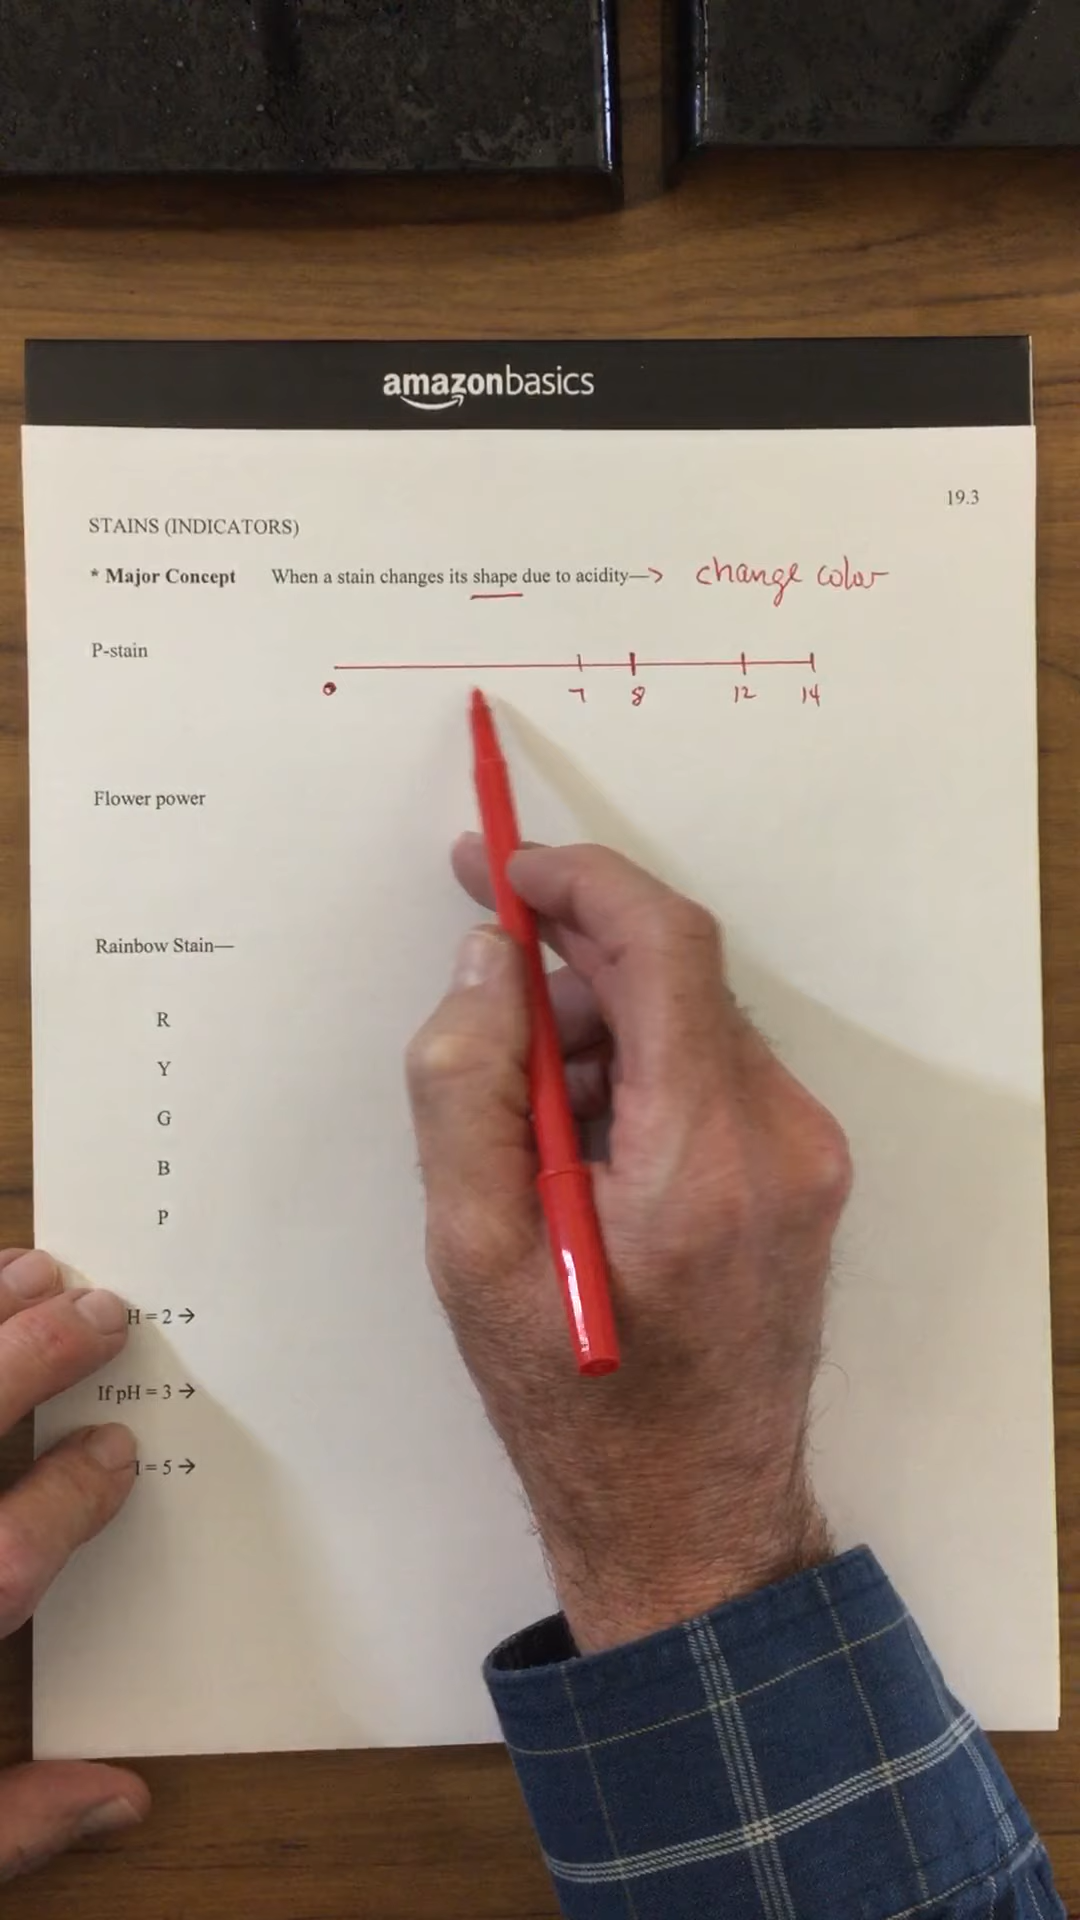 amazonbasics
19.3
STAINS (INDICATORS)
* Major Concept When a stain changes its shape due to acidity—> change color
P-stain
0 7 8 12 14
Flower power
Rainbow Stain—
R
Y
G
B
P
H = 2 →
If pH = 3 →
= 5 →